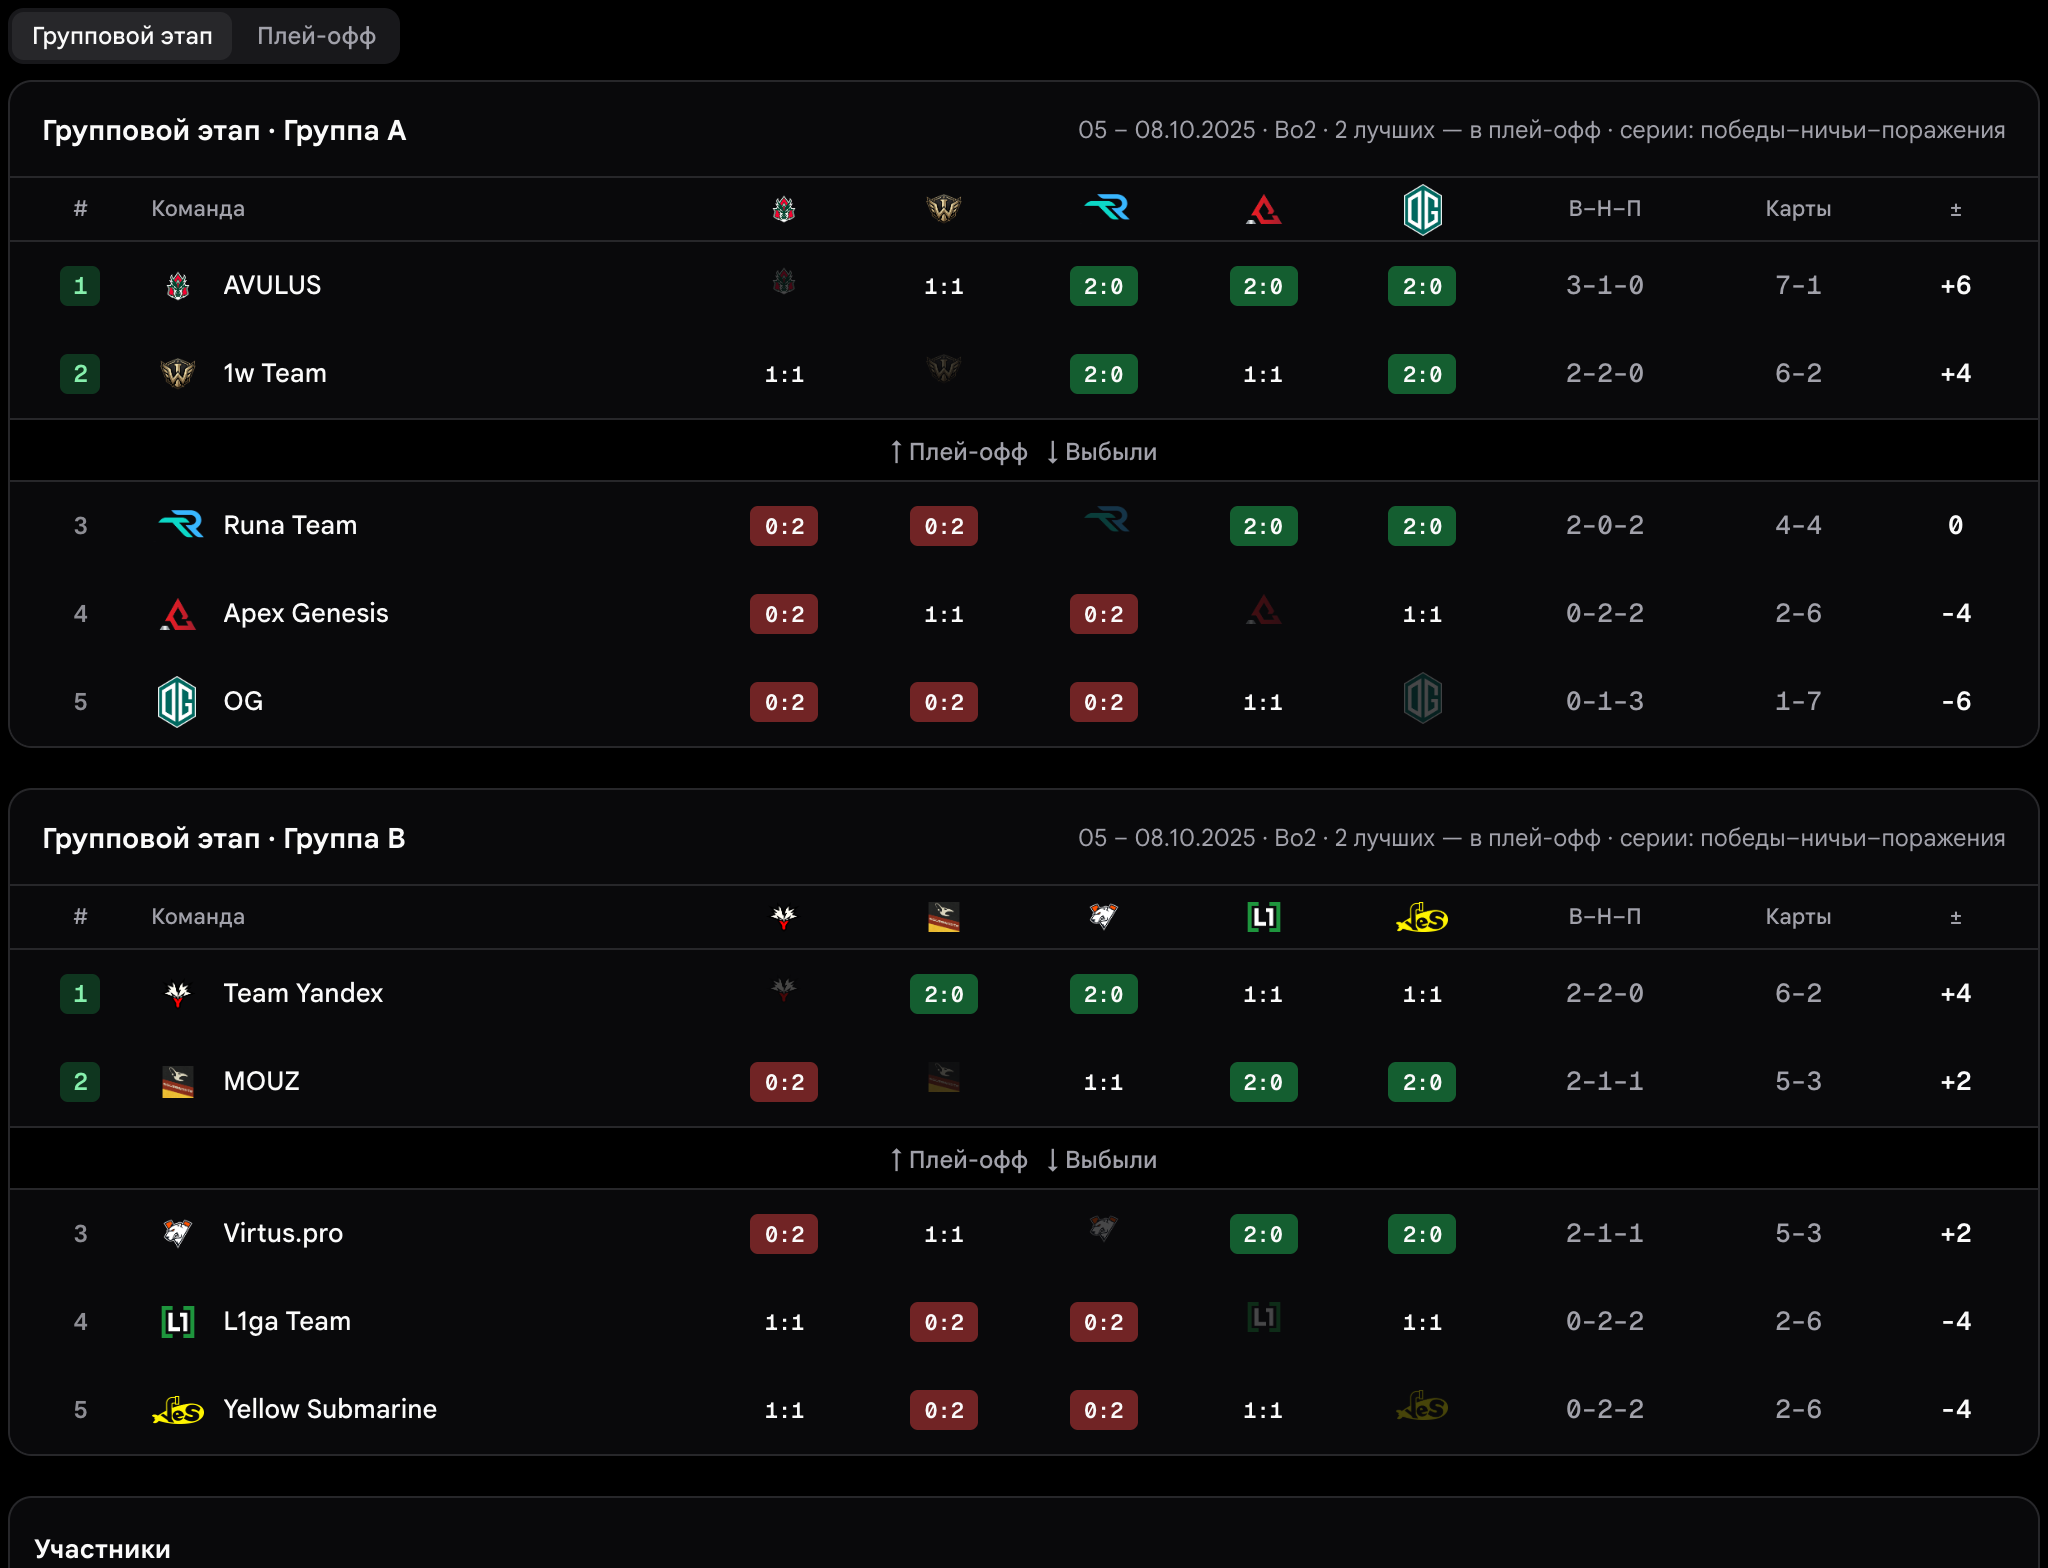 Групповой этап Плей-офф
Групповой этап · Группа A
05 – 08.10.2025 · Bo2 · 2 лучших — в плей-офф · серии: победы–ничьи–поражения
# Команда В–Н–П Карты ±
1 AVULUS 1:1 2:0 2:0 2:0 3-1-0 7-1 +6
2 1w Team 1:1 2:0 1:1 2:0 2-2-0 6-2 +4
↑ Плей-офф ↓ Выбыли
3 Runa Team 0:2 0:2 2:0 2:0 2-0-2 4-4 0
4 Apex Genesis 0:2 1:1 0:2 1:1 0-2-2 2-6 -4
5 OG 0:2 0:2 0:2 1:1 0-1-3 1-7 -6
Групповой этап · Группа B
05 – 08.10.2025 · Bo2 · 2 лучших — в плей-офф · серии: победы–ничьи–поражения
# Команда В–Н–П Карты ±
1 Team Yandex 2:0 2:0 1:1 1:1 2-2-0 6-2 +4
2 MOUZ 0:2 1:1 2:0 2:0 2-1-1 5-3 +2
↑ Плей-офф ↓ Выбыли
3 Virtus.pro 0:2 1:1 2:0 2:0 2-1-1 5-3 +2
4 L1ga Team 1:1 0:2 0:2 1:1 0-2-2 2-6 -4
5 Yellow Submarine 1:1 0:2 0:2 1:1 0-2-2 2-6 -4
Участники